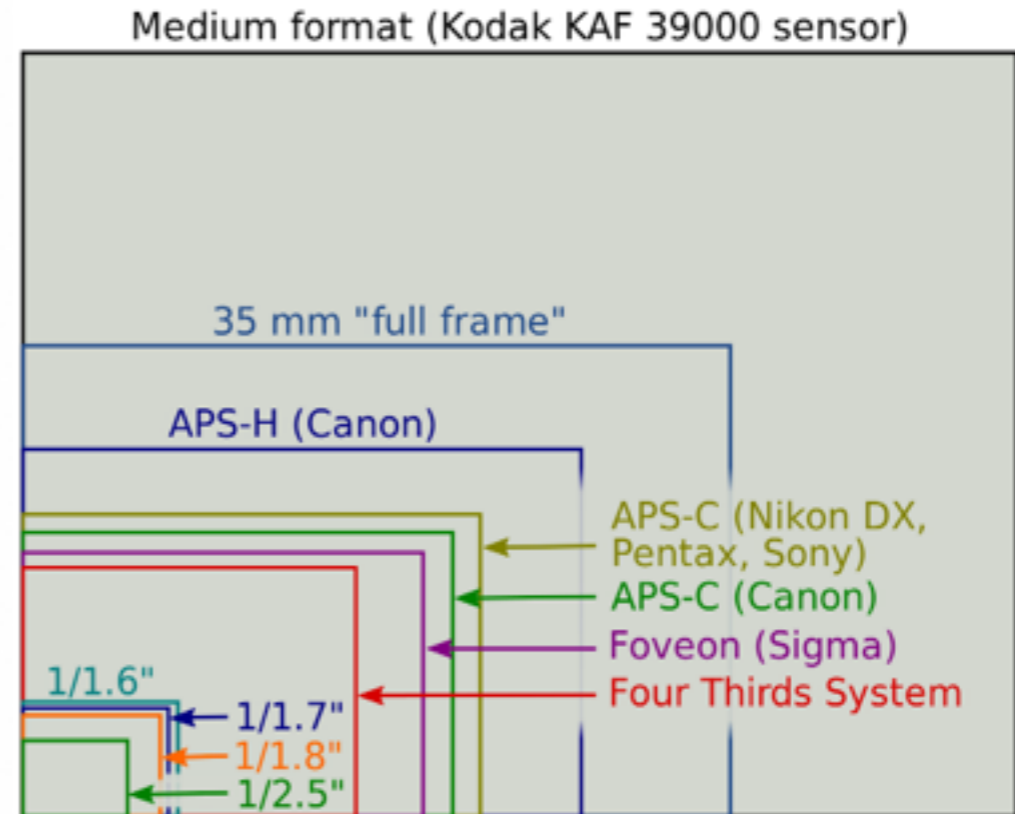 Medium format (Kodak KAF 39000 sensor)
35 mm "full frame"
APS-H (Canon)
APS-C (Nikon DX,
Pentax, Sony)
APS-C (Canon)
Foveon (Sigma)
Four Thirds System
1/1.6"
1/1.7"
1/1.8"
1/2.5"